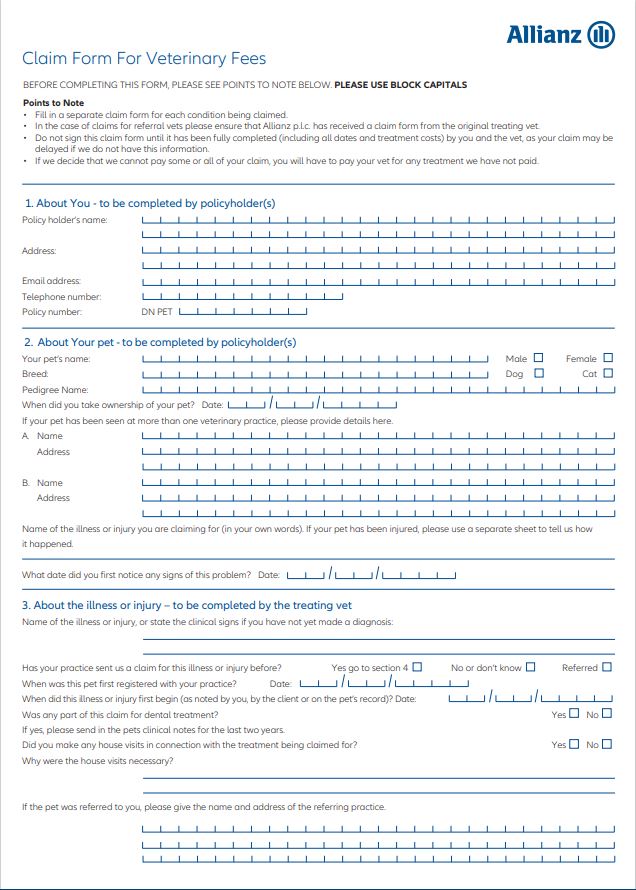 Allianz
Claim Form For Veterinary Fees
BEFORE COMPLETING THIS FORM, PLEASE SEE POINTS TO NOTE BELOW. PLEASE USE BLOCK CAPITALS
Points to Note
• Fill in a separate claim form for each condition being claimed.
• In the case of claims for referral vets please ensure that Allianz p.l.c. has received a claim form from the original treating vet.
• Do not sign this claim form until it has been fully completed (including all dates and treatment costs) by you and the vet, as your claim may be
delayed if we do not have this information.
• If we decide that we cannot pay some or all of your claim, you will have to pay your vet for any treatment we have not paid.
1. About You - to be completed by policyholder(s)
Policy holder's name:
Address:
Email address:
Telephone number:
Policy number: DN PET
2. About Your pet - to be completed by policyholder(s)
Your pet's name: Male Female
Breed: Dog Cat
Pedigree Name:
When did you take ownership of your pet? Date: / /
If your pet has been seen at more than one veterinary practice, please provide details here.
A. Name
Address
B. Name
Address
Name of the illness or injury you are claiming for (in your own words). If your pet has been injured, please use a separate sheet to tell us how
it happened.
What date did you first notice any signs of this problem? Date: / /
3. About the illness or injury – to be completed by the treating vet
Name of the illness or injury, or state the clinical signs if you have not yet made a diagnosis:
Has your practice sent us a claim for this illness or injury before? Yes go to section 4 No or don't know Referred
When was this pet first registered with your practice? Date: / /
When did this illness or injury first begin (as noted by you, by the client or on the pet's record)? Date: / /
Was any part of this claim for dental treatment? Yes No
If yes, please send in the pets clinical notes for the last two years.
Did you make any house visits in connection with the treatment being claimed for? Yes No
Why were the house visits necessary?
If the pet was referred to you, please give the name and address of the referring practice.